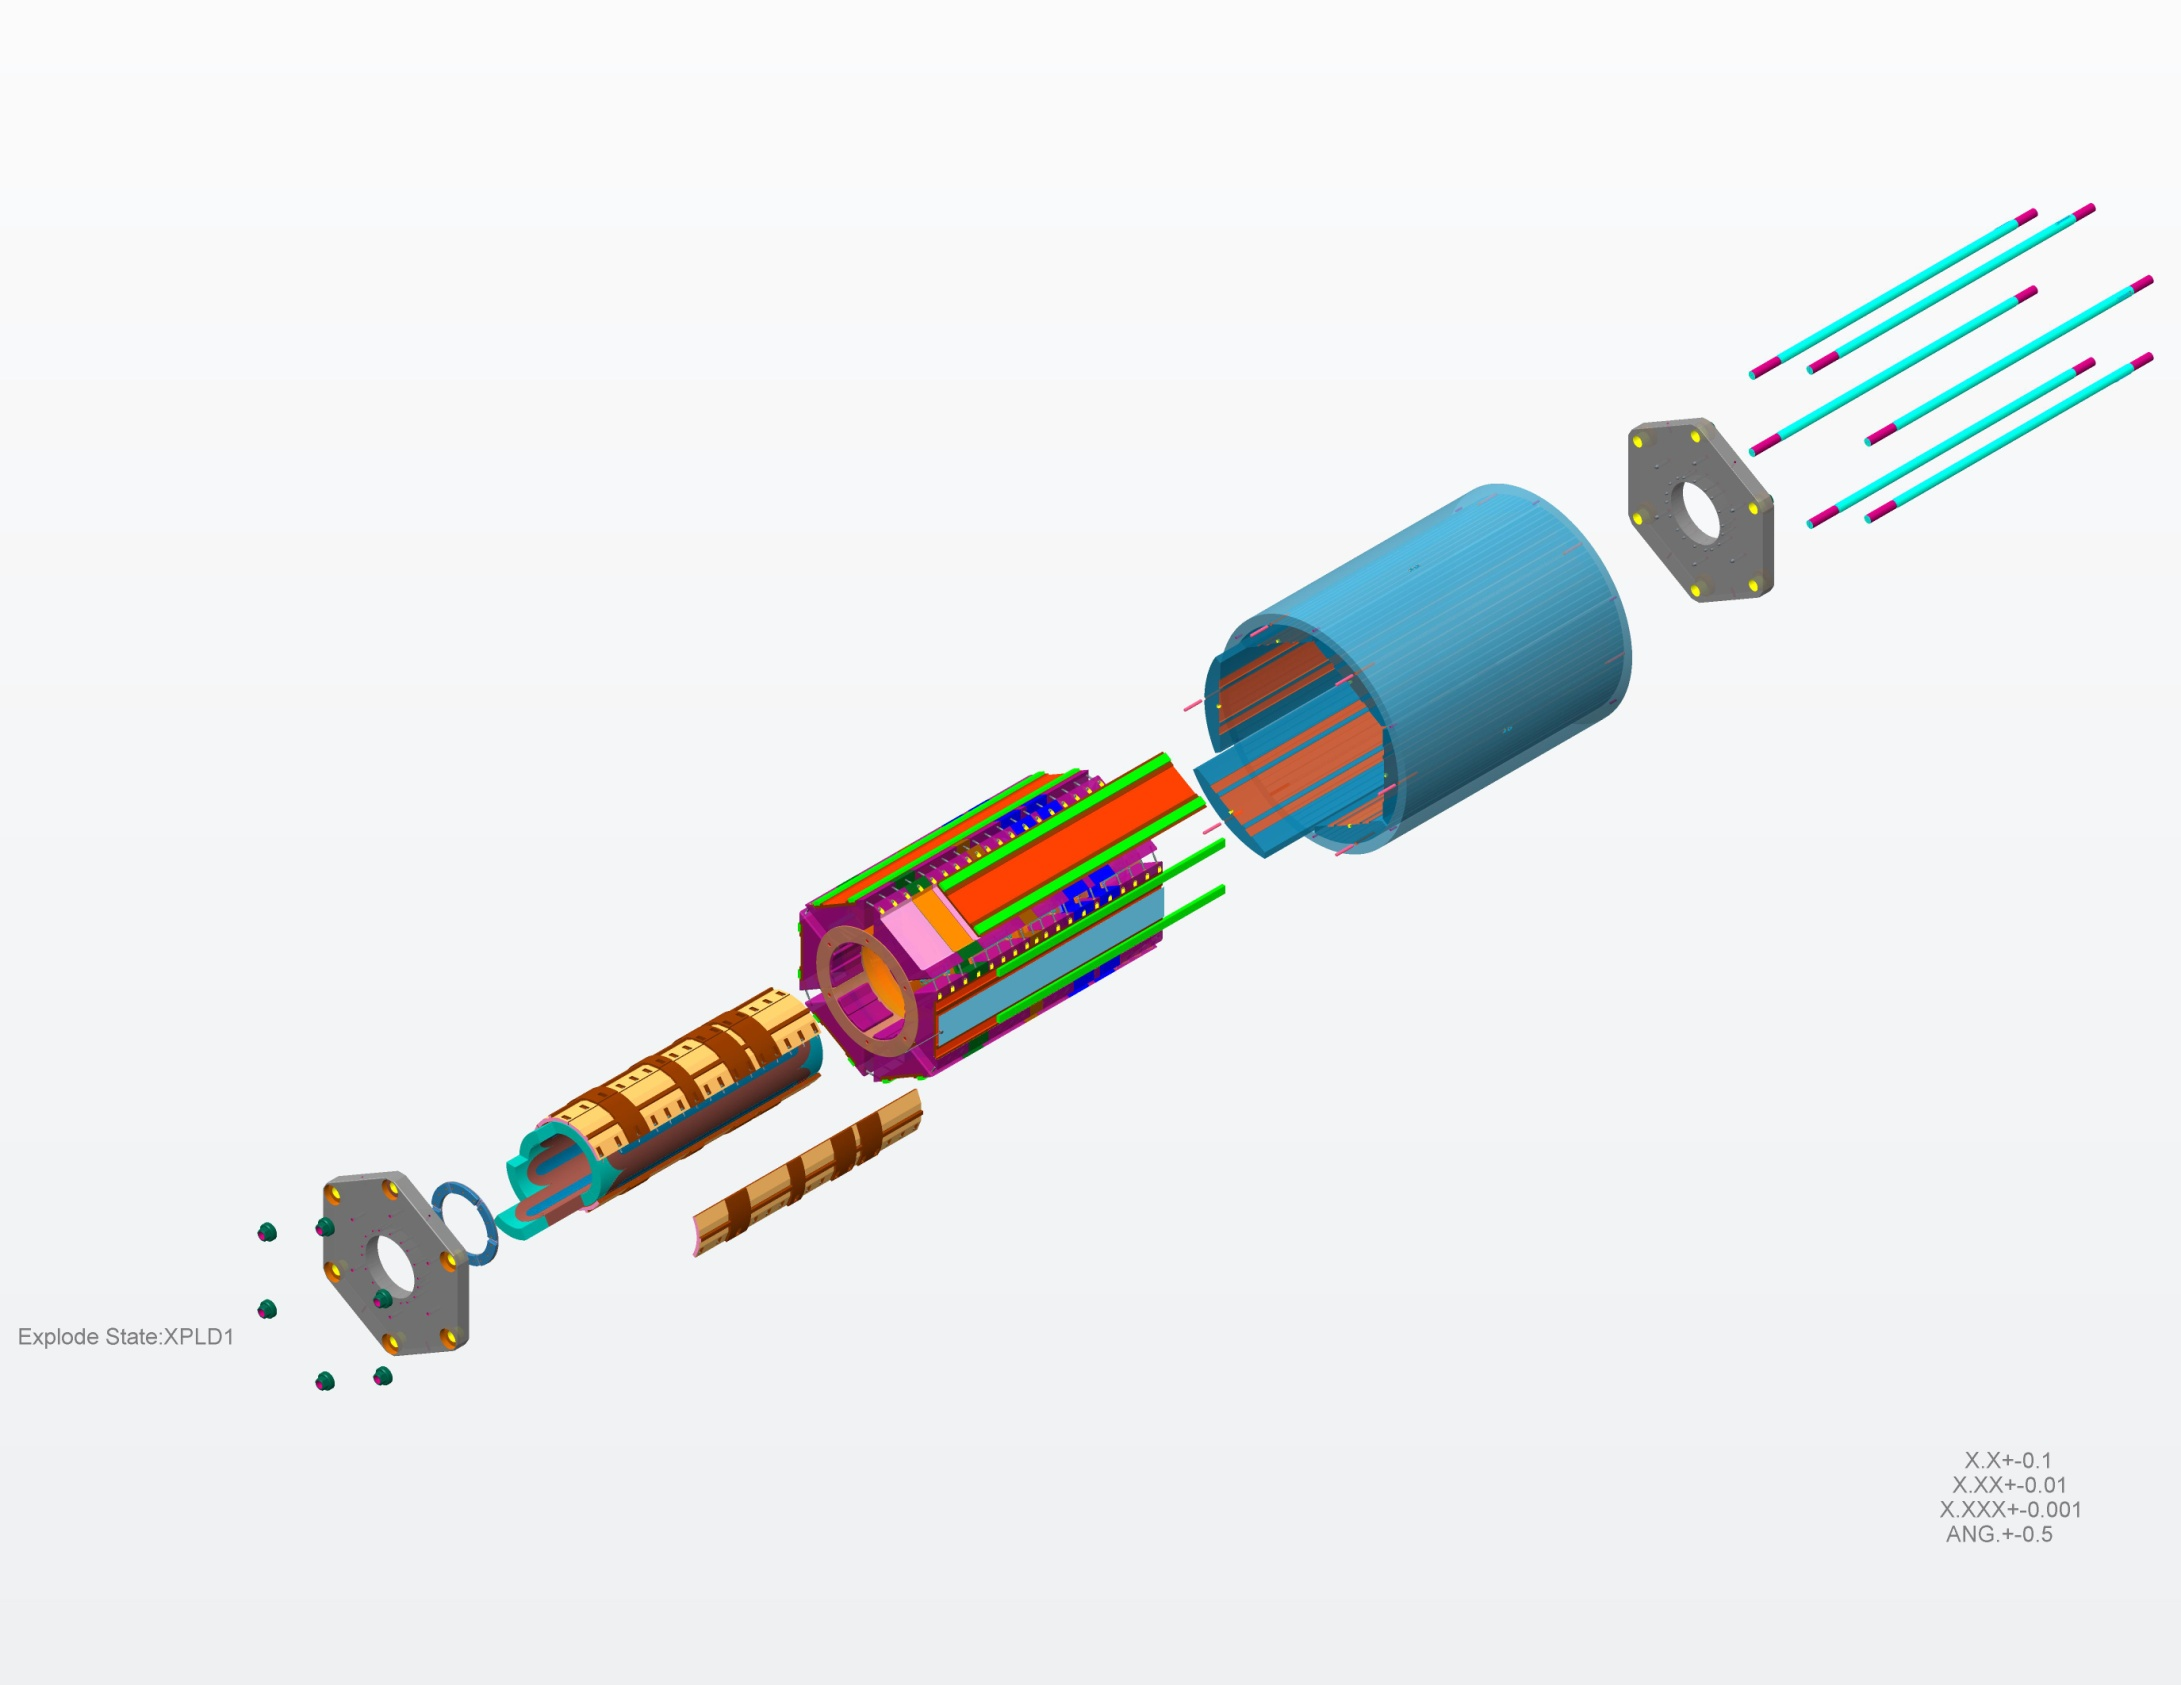 Explode State:XPLD1
X.X+-0.1
X.XX+-0.01
X.XXX+-0.001
ANG.+-0.5